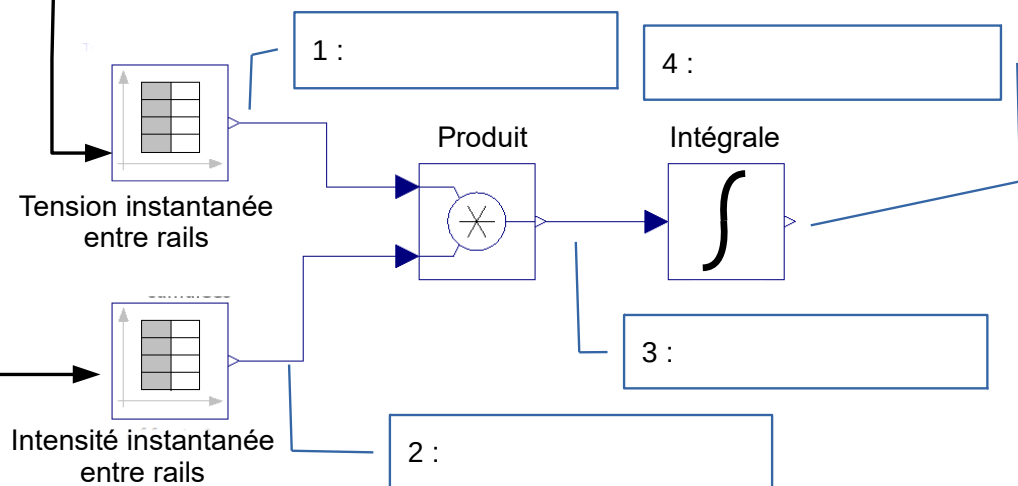 1 :
4 :
Produit
Intégrale
Tension instantanée
entre rails
3 :
Intensité instantanée
entre rails
2 :